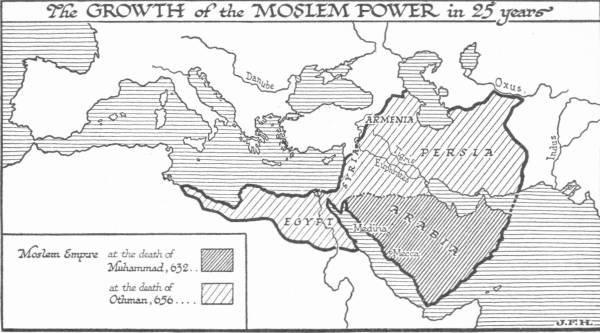 The GROWTH of the MOSLEM POWER in 25 years
Danube
Oxus
ARMENIA
PERSIA
Tigris
Euphrates
SYRIA
Indus
EGYPT
ARABIA
Medina
Mecca
Moslem Empire at the death of
Muhammad, 632..
at the death of
Othman, 656....
J.F.H.